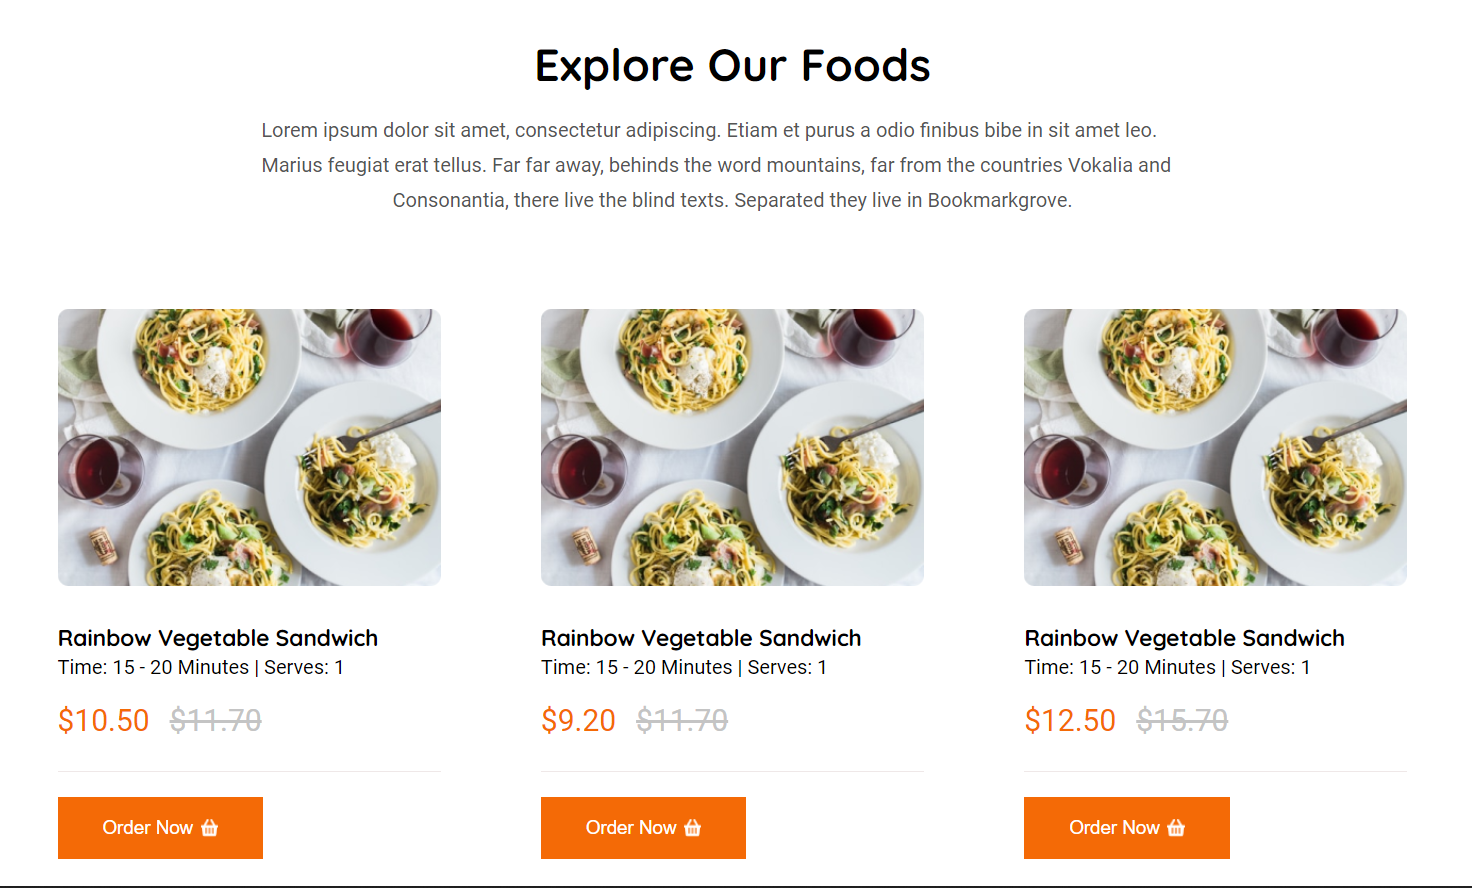 Explore Our Foods
Lorem ipsum dolor sit amet, consectetur adipiscing. Etiam et purus a odio finibus bibe in sit amet leo.
Marius feugiat erat tellus. Far far away, behinds the word mountains, far from the countries Vokalia and
Consonantia, there live the blind texts. Separated they live in Bookmarkgrove.
Rainbow Vegetable Sandwich
Time: 15 - 20 Minutes | Serves: 1
$10.50 $11.70
Order Now
Rainbow Vegetable Sandwich
Time: 15 - 20 Minutes | Serves: 1
$9.20 $11.70
Order Now
Rainbow Vegetable Sandwich
Time: 15 - 20 Minutes | Serves: 1
$12.50 $15.70
Order Now